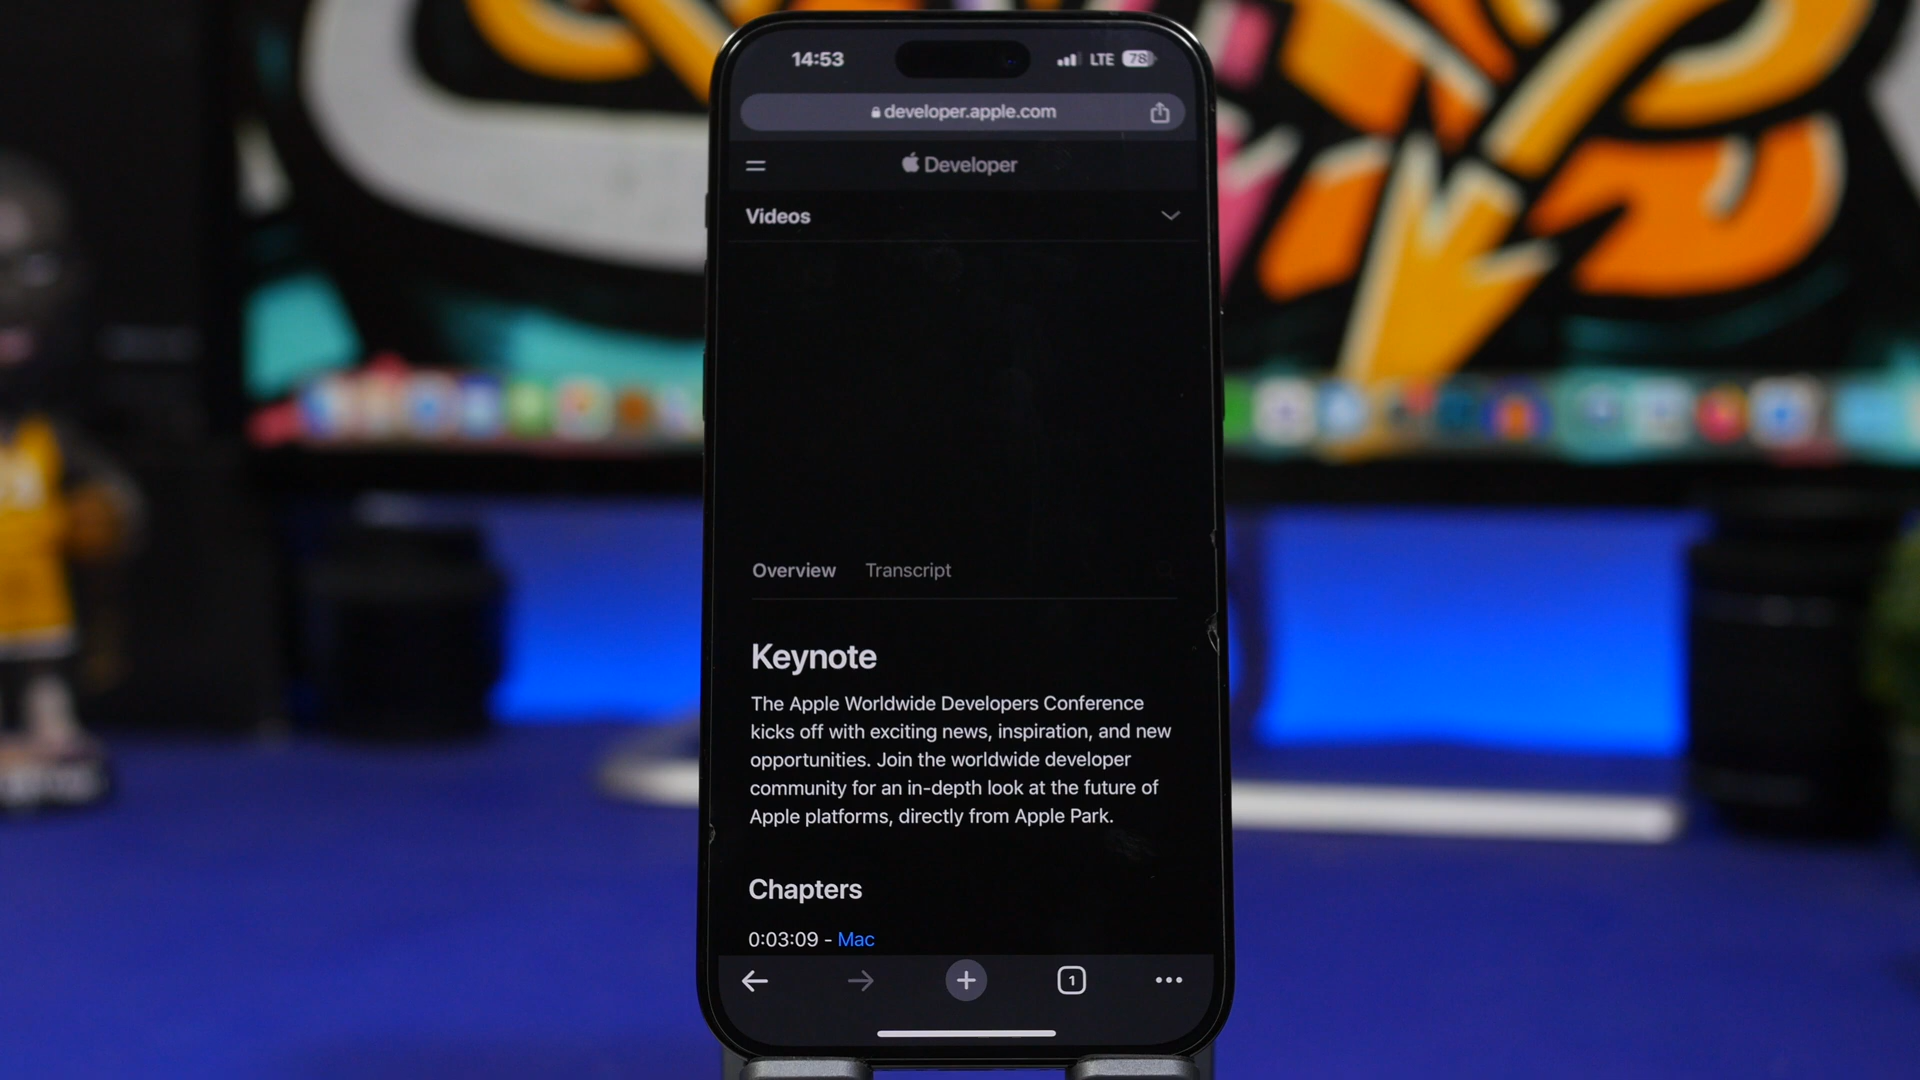 14:53
LTE 78
developer.apple.com
Developer
Videos
Overview Transcript
Keynote
The Apple Worldwide Developers Conference
kicks off with exciting news, inspiration, and new
opportunities. Join the worldwide developer
community for an in-depth look at the future of
Apple platforms, directly from Apple Park.
Chapters
0:03:09 - Mac
1